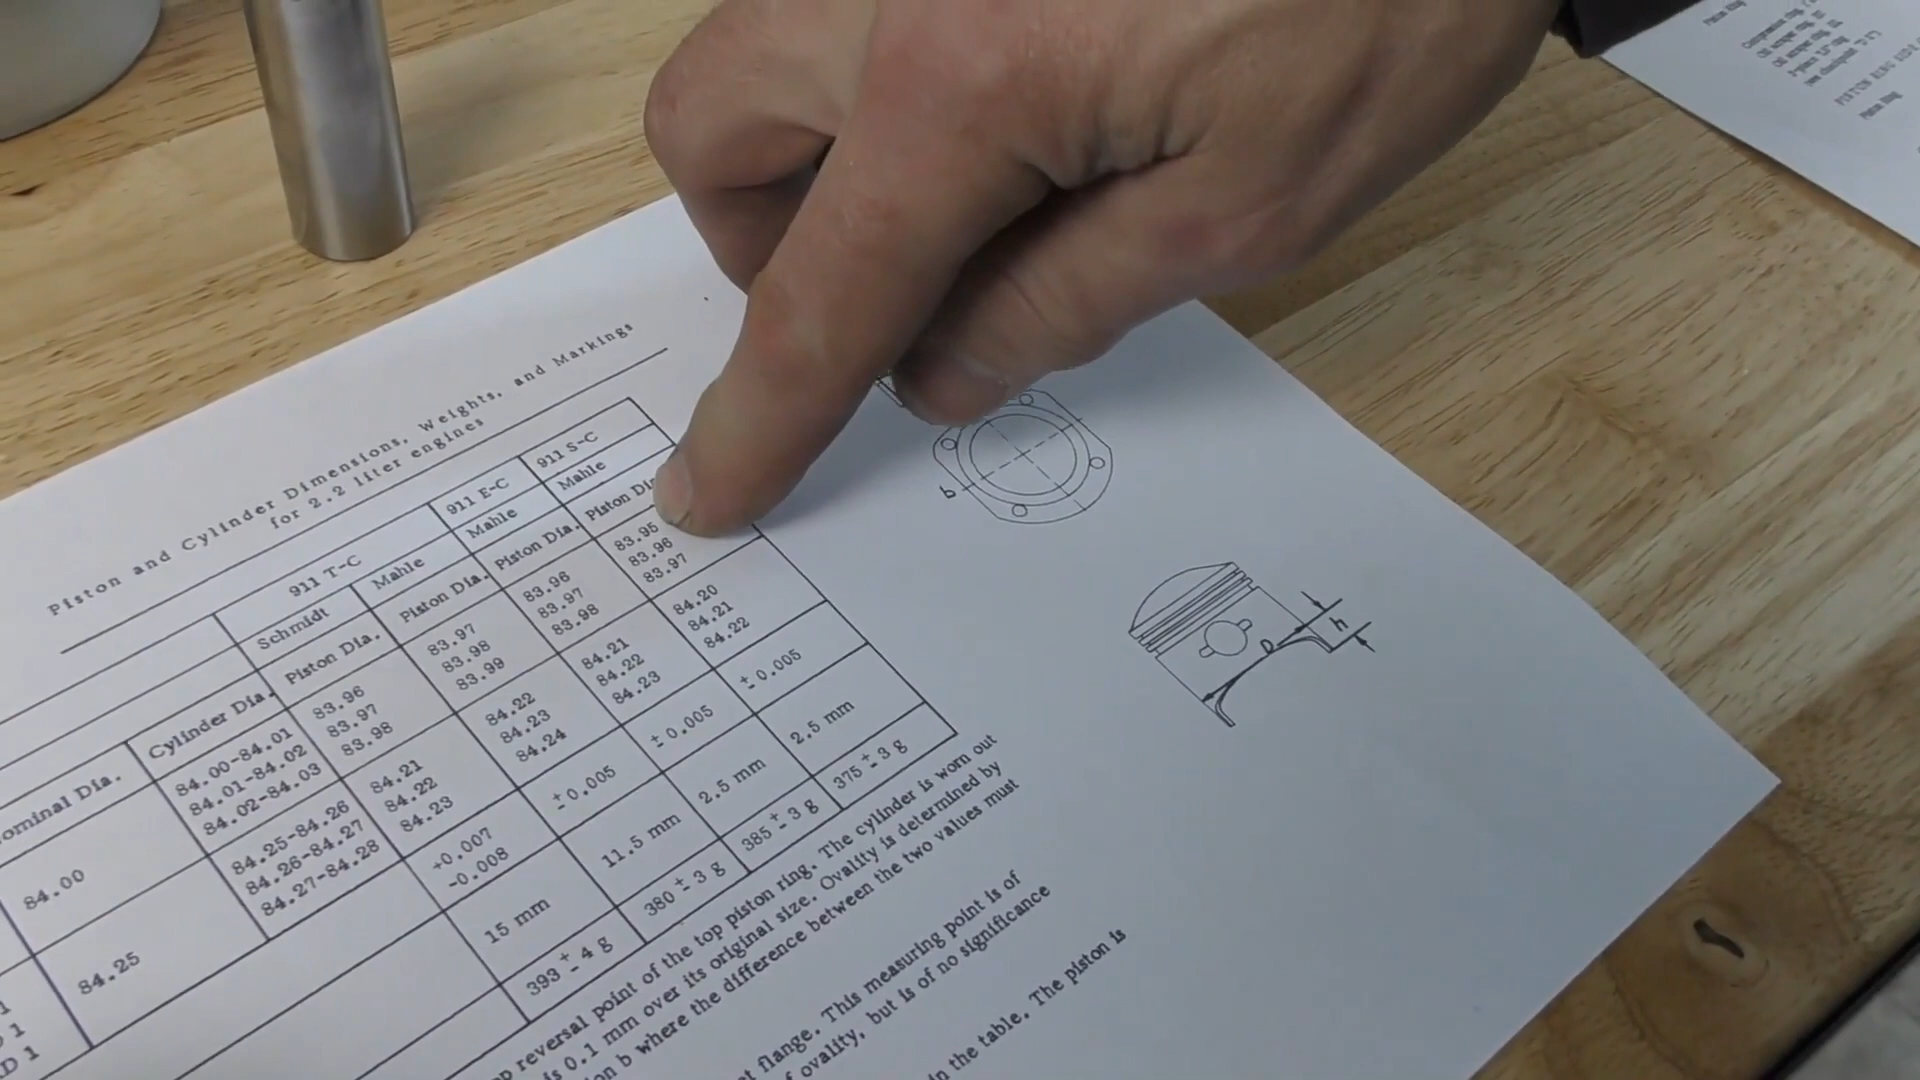 Piston and Cylinder Dimensions, Weights, and Markings
for 2.2 liter engines
911 T-C 911 E-C 911 S-C
Schmidt Mahle Mahle Mahle
Dia. Cylinder Dia. Piston Dia. Piston Dia. Piston Dia. Piston
84.00 84.00-84.01 83.96 83.97 83.96 83.95
84.01-84.02 83.97 83.98 83.97 83.96
84.02-84.03 83.98 83.99 83.98 83.97
84.25 84.25-84.26 84.21 84.22 84.21 84.20
84.26-84.27 84.22 84.23 84.22 84.21
84.27-84.28 84.23 84.24 84.23 84.22
+0.007 ±0.005 ±0.005 ±0.005
-0.008
15 mm 11.5 mm 2.5 mm 2.5 mm
393 ± 4 g 380 ± 3 g 385 ± 3 g 375 ± 3 g
reversal point of the top piston ring. The cylinder is worn out
0.1 mm over its original size. Ovality is determined by
b where the difference between the two values must
flange. This measuring point is of
ovality, but is of no significance
in the table. The piston is
b
D
h